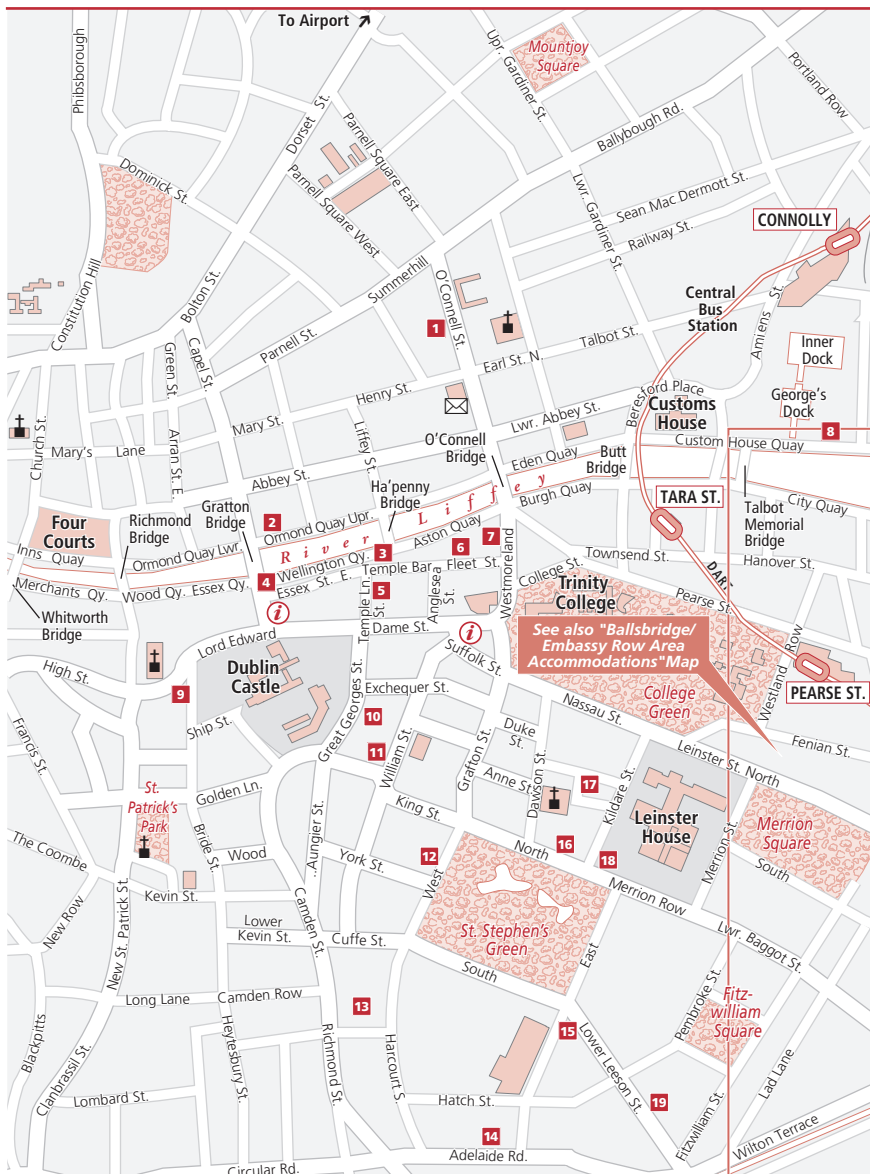 To Airport
Phibsborough
Dorset St.
Upr. Gardiner St.
Mountjoy
Square
Portland Row
Ballybough Rd.
Parnell Square East
Dominick St.
Parnell Square West
Lwr. Gardiner St.
Sean Mac Dermott St.
Railway St.
CONNOLLY
Constitution Hill
Bolton St.
Summerhill
O'Connell St.
Central
Bus
Station
Amiens St.
1
Talbot St.
Inner
Dock
Parnell St.
Capel St.
Green St.
Earl St. N.
Henry St.
Beresford Place
George's
Dock
Customs
House
Church St.
Mary St.
Liffey St.
Lwr. Abbey St.
8
Mary's Lane
Arran St. E.
O'Connell
Bridge
Eden Quay
Butt
Bridge
Custom House Quay
Abbey St.
Ha'penny
Bridge
Burgh Quay
TARA ST.
City Quay
Four
Courts
Richmond
Bridge
Gratton
Bridge
2
Ormond Quay Upr.
River Liffey
Aston Quay
7
Talbot
Memorial
Bridge
Inns Quay
Ormond Quay Lwr.
Wellington Qy.
3
6
Westmoreland
Townsend St.
Hanover St.
Merchants Qy.
Wood Qy.
Essex Qy.
4
Essex St. E.
Temple Bar
Fleet St.
College St.
DART
5
Temple Ln. St.
Anglesea St.
Trinity
College
Pearse St.
Whitworth
Bridge
i
i
Lord Edward
Dame St.
Suffolk St.
See also "Ballsbridge/
Embassy Row Area
Accommodations"Map
Westland Row
High St.
Dublin
Castle
Exchequer St.
College
Green
PEARSE ST.
9
Great Georges St.
Nassau St.
Francis St.
Ship St.
10
William St.
Grafton St.
Duke
St.
Dawson St.
Fenian St.
11
Leinster St. North
Golden Ln.
Anne St.
17
Kildare St.
St.
Patrick's
Park
King St.
Leinster
House
Merrion
Square
The Coombe
Bride St.
Wood
Aungier St.
York St.
12
North
16
18
Merrion St.
South
West
Merrion Row
Kevin St.
New Row
New St. Patrick St.
Lower
Kevin St.
Camden St.
Cuffe St.
St. Stephen's
Green
Lwr. Baggot St.
South
East
Long Lane
Camden Row
13
Pembroke St.
Fitz-
william
Square
Blackpitts
Clanbrassil St.
Heytesbury St.
Richmond St.
Harcourt S.
15
Lower Leeson St.
Lad Lane
Lombard St.
Hatch St.
19
Fitzwilliam St.
14
Adelaide Rd.
Wilton Terrace
Circular Rd.